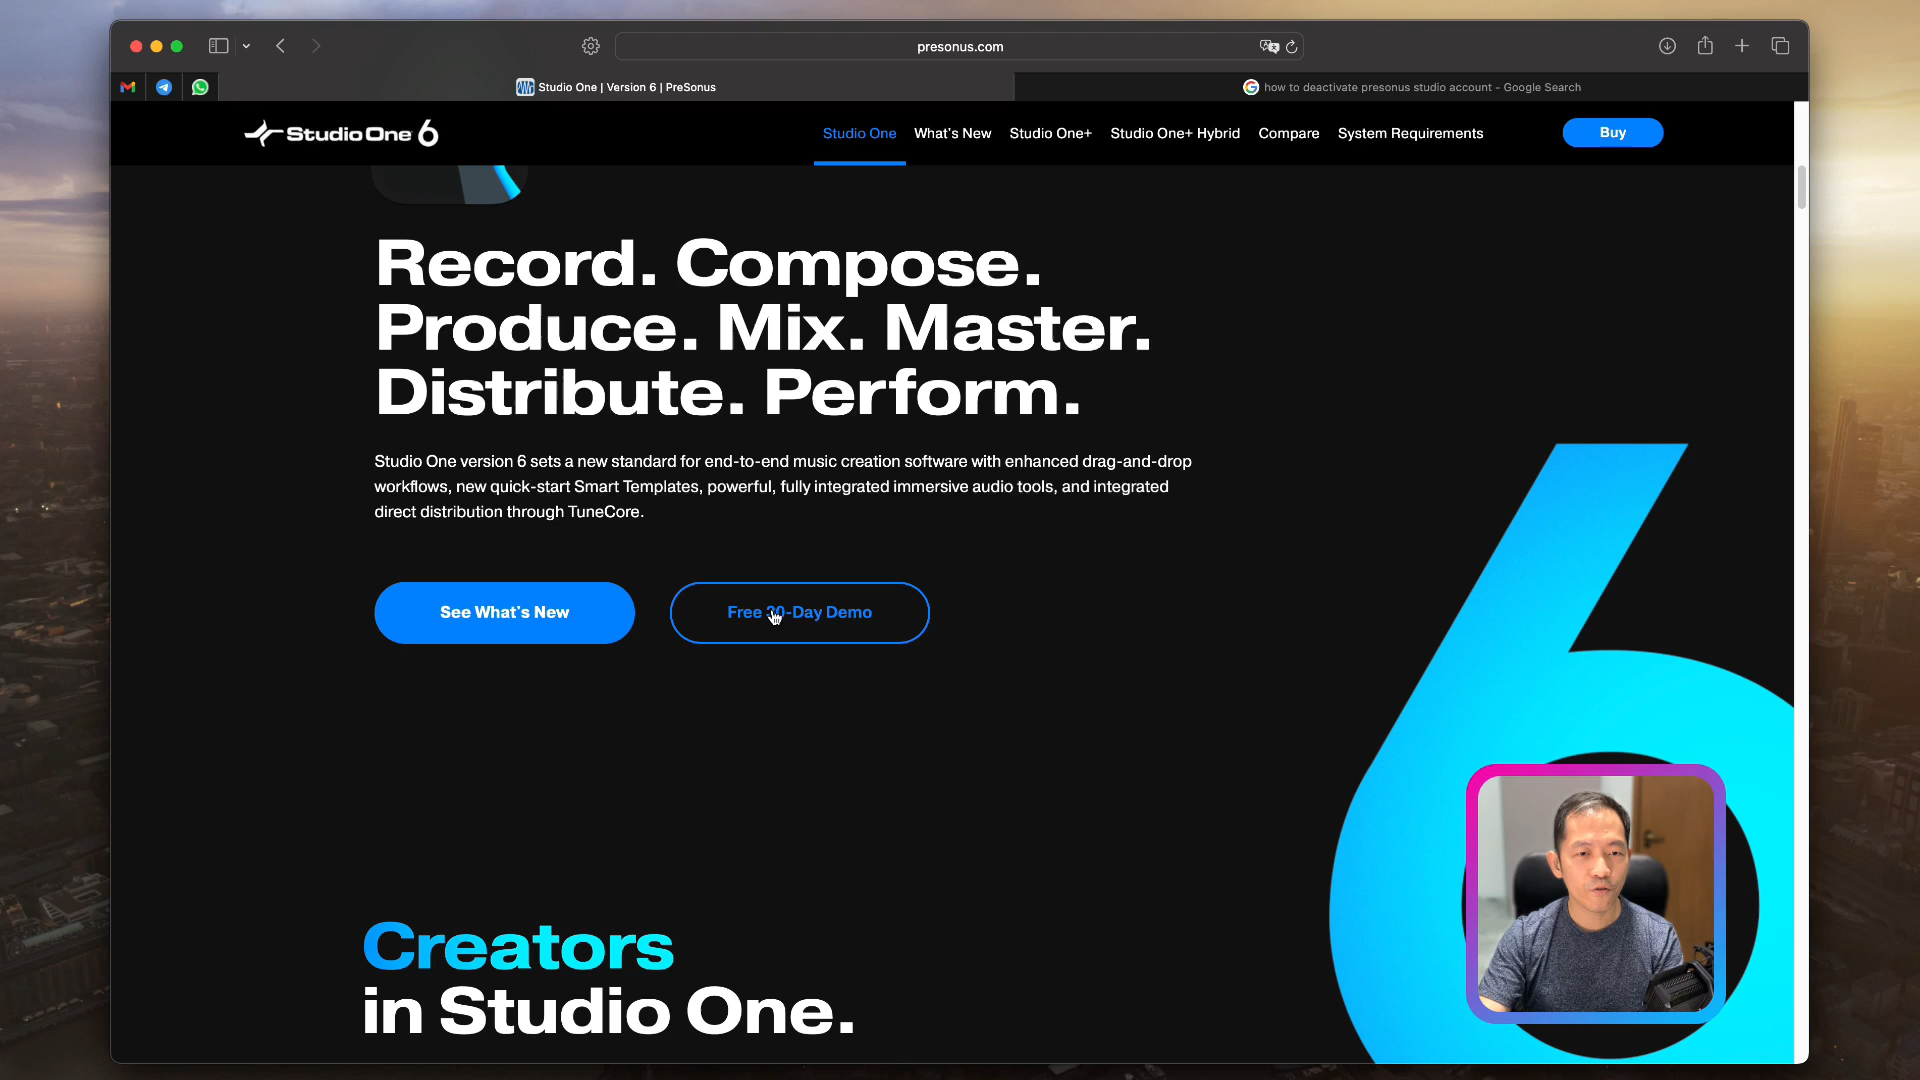 presonus.com
Studio One | Version 6 | PreSonus
how to deactivate presonus studio account - Google Search
Studio One 6
Studio One
What's New
Studio One+
Studio One+ Hybrid
Compare
System Requirements
Buy
Record. Compose.
Produce. Mix. Master.
Distribute. Perform.
Studio One version 6 sets a new standard for end-to-end music creation software with enhanced drag-and-drop
workflows, new quick-start Smart Templates, powerful, fully integrated immersive audio tools, and integrated
direct distribution through TuneCore.
See What's New
Free 30-Day Demo
6
Creators
in Studio One.